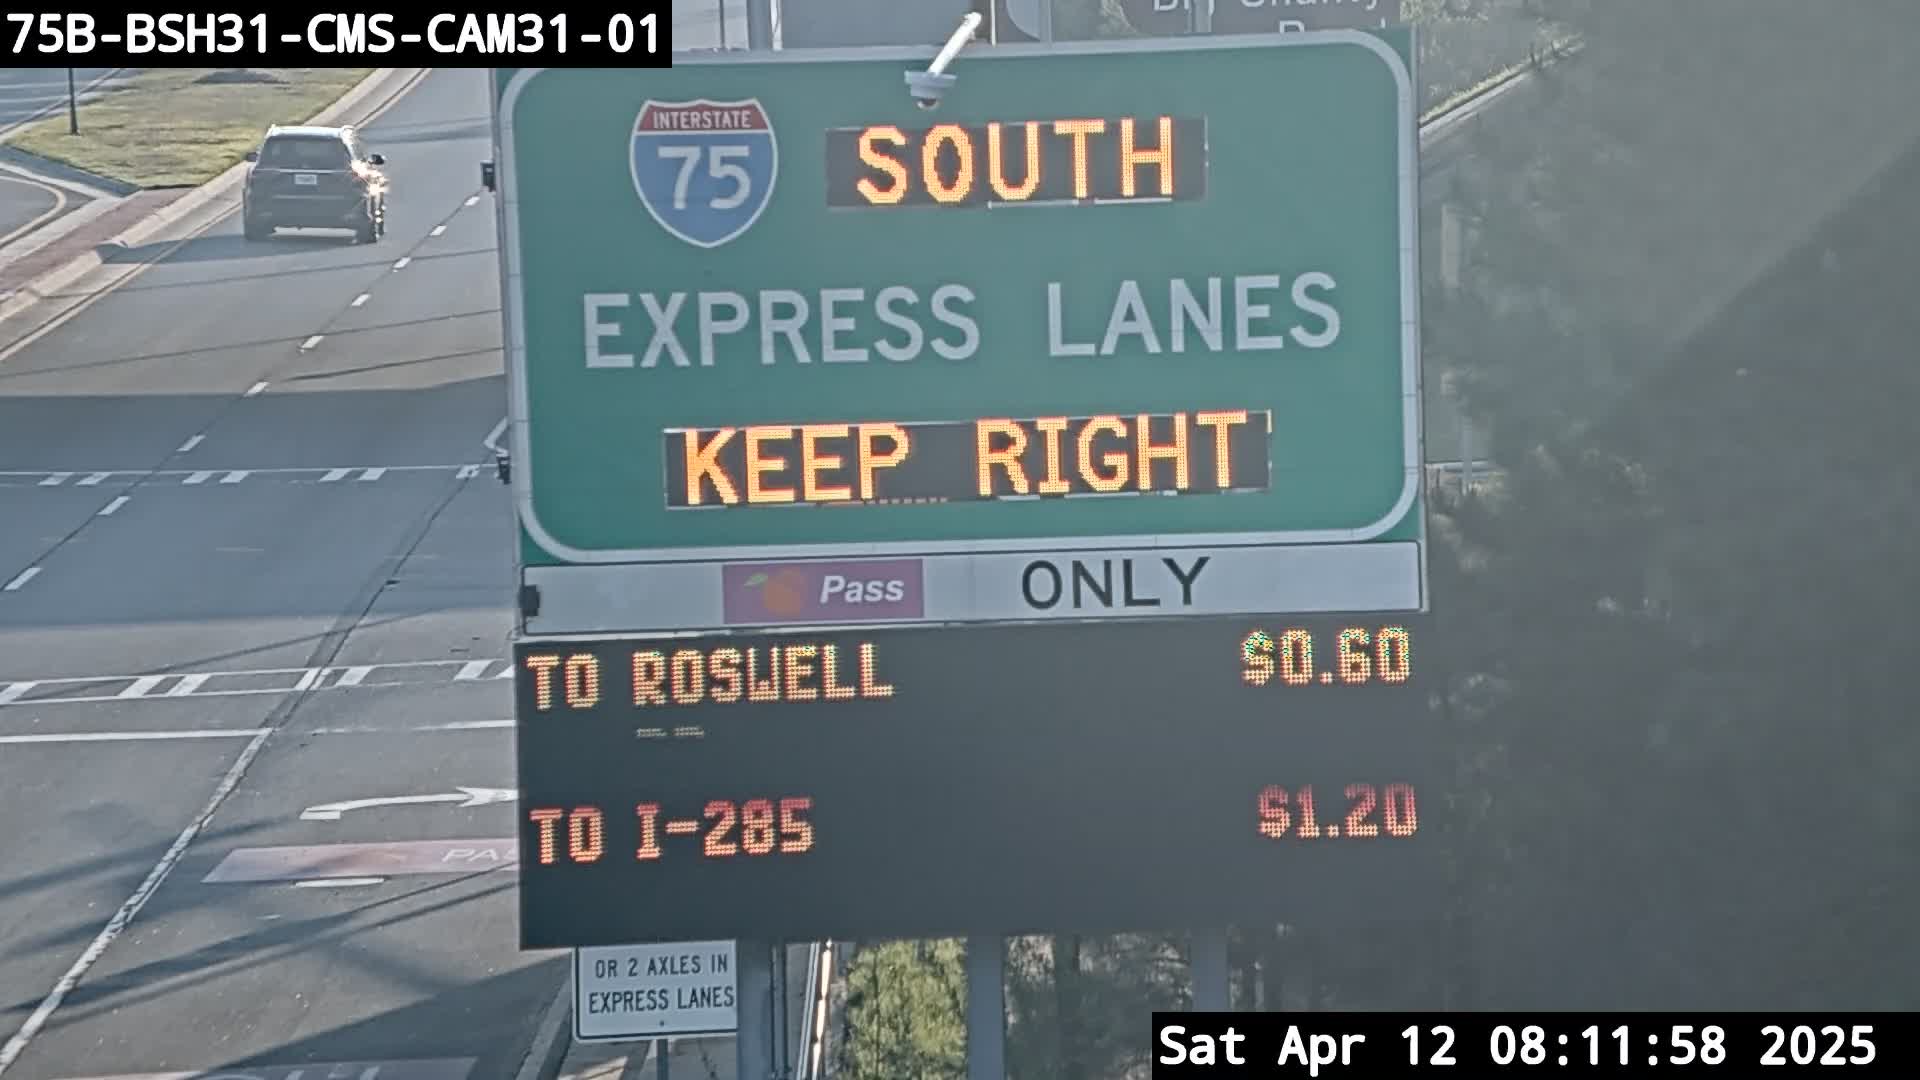 75B-BSH31-CMS-CAM31-01
INTERSTATE
75
SOUTH
EXPRESS LANES
KEEP RIGHT
Pass ONLY
TO ROSWELL $0.60
TO I-285 $1.20
OR 2 AXLES IN
EXPRESS LANES
Sat Apr 12 08:11:58 2025